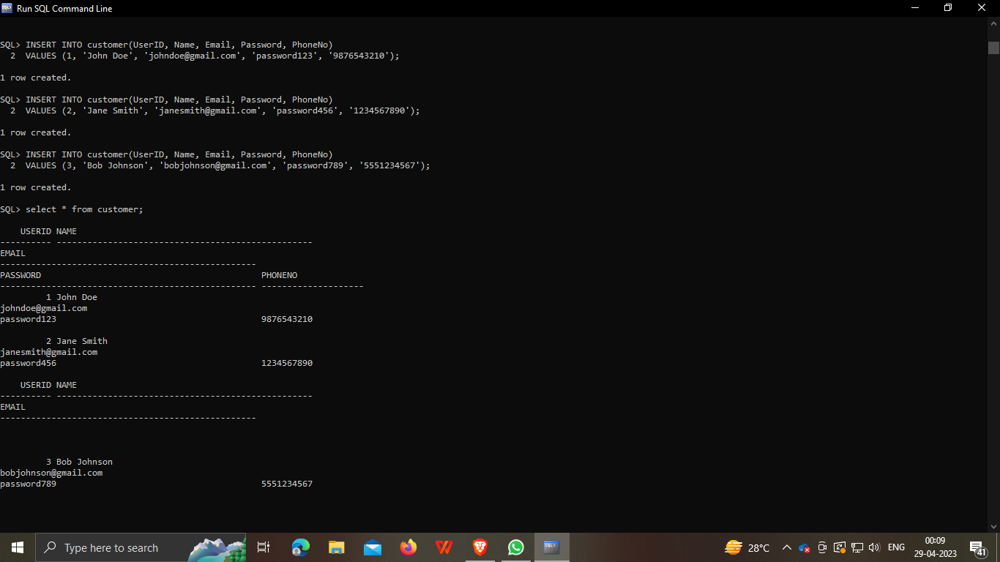 Run SQL Command Line
SQL> INSERT INTO customer(UserID, Name, Email, Password, PhoneNo)
  2  VALUES (1, 'John Doe', 'johndoe@gmail.com', 'password123', '9876543210');
1 row created.
SQL> INSERT INTO customer(UserID, Name, Email, Password, PhoneNo)
  2  VALUES (2, 'Jane Smith', 'janesmith@gmail.com', 'password456', '1234567890');
1 row created.
SQL> INSERT INTO customer(UserID, Name, Email, Password, PhoneNo)
  2  VALUES (3, 'Bob Johnson', 'bobjohnson@gmail.com', 'password789', '5551234567');
1 row created.
SQL> select * from customer;
    USERID NAME
---------- --------------------------------------------------
EMAIL
--------------------------------------------------
PASSWORD                                           PHONENO
-------------------------------------------------- --------------------
         1 John Doe
johndoe@gmail.com
password123                                        9876543210
         2 Jane Smith
janesmith@gmail.com
password456                                        1234567890
    USERID NAME
---------- --------------------------------------------------
EMAIL
--------------------------------------------------
         3 Bob Johnson
bobjohnson@gmail.com
password789                                        5551234567
Type here to search
28°C
ENG
00:09
29-04-2023
41